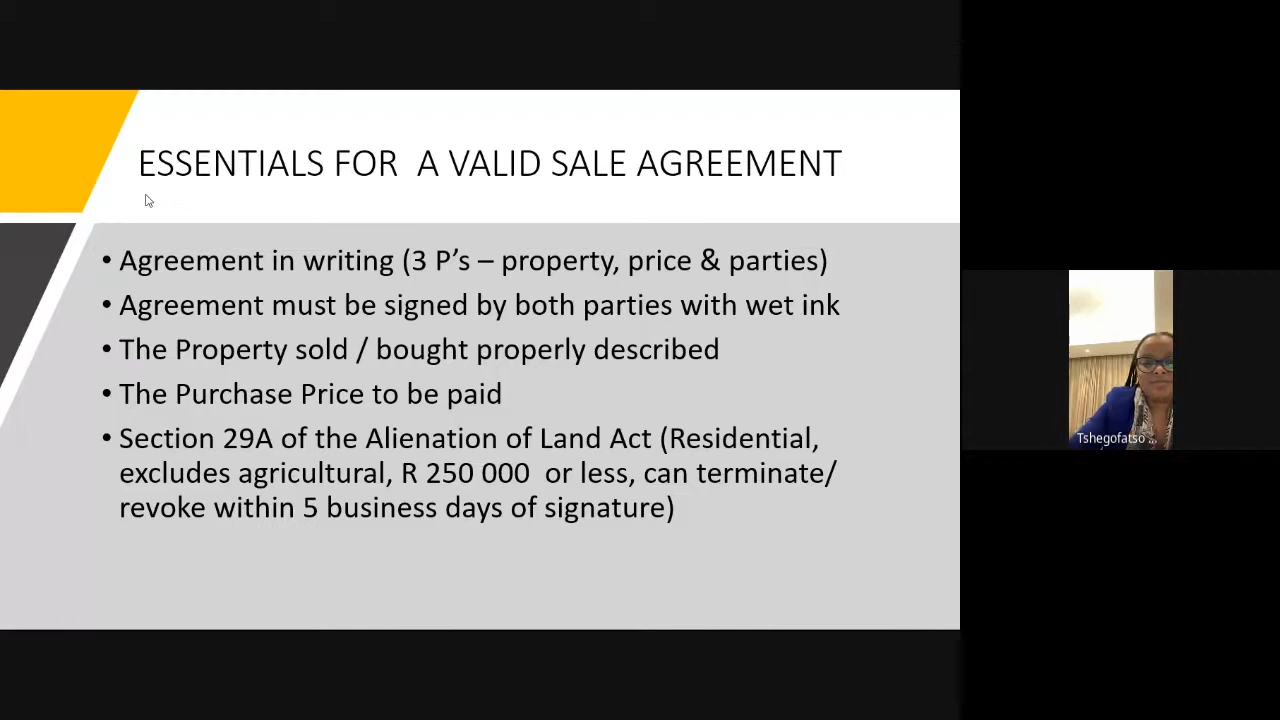 ESSENTIALS FOR A VALID SALE AGREEMENT
• Agreement in writing (3 P’s – property, price & parties)
• Agreement must be signed by both parties with wet ink
• The Property sold / bought properly described
• The Purchase Price to be paid
• Section 29A of the Alienation of Land Act (Residential,
excludes agricultural, R 250 000 or less, can terminate/
revoke within 5 business days of signature)
Tshegofatso ...